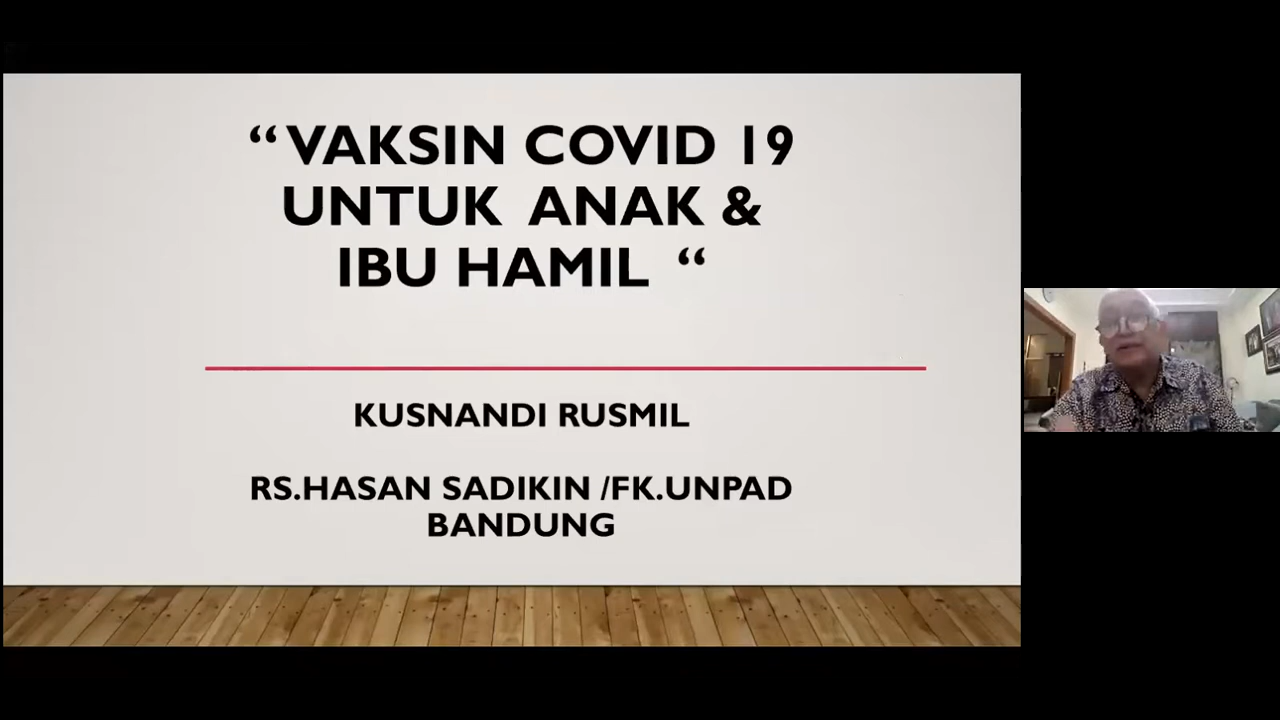 “ VAKSIN COVID 19
UNTUK ANAK &
IBU HAMIL “
KUSNANDI RUSMIL
RS.HASAN SADIKIN /FK.UNPAD
BANDUNG